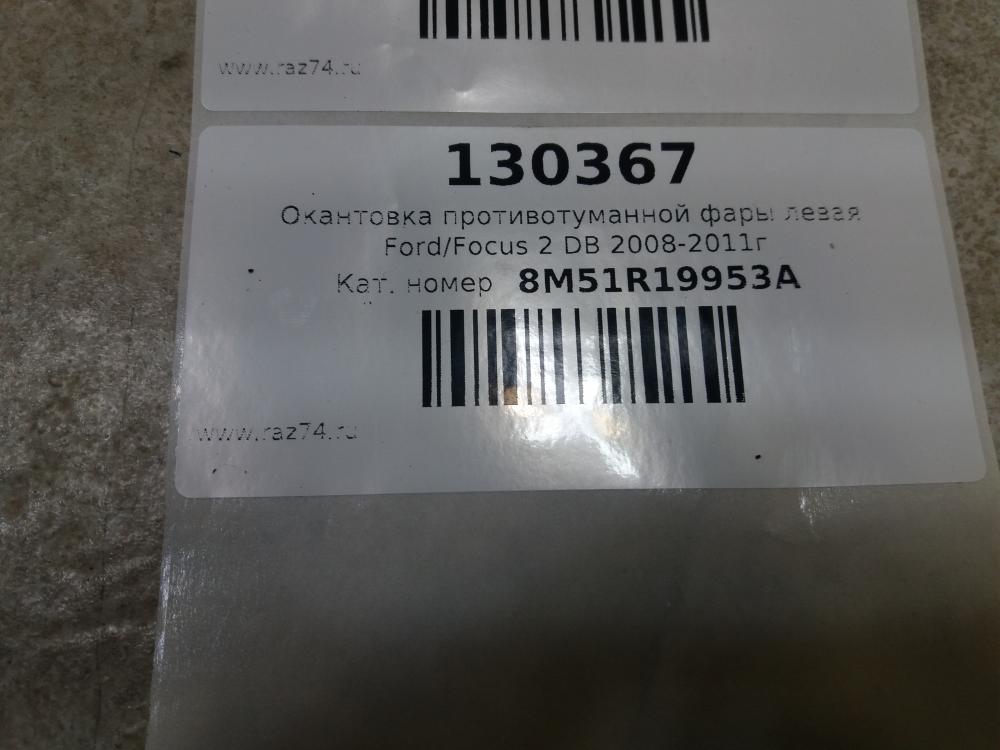 www.raz74.ru
130367
Окантовка противотуманной фары левая
Ford/Focus 2 DB 2008-2011г
Кат. номер 8M51R19953A
www.raz74.ru